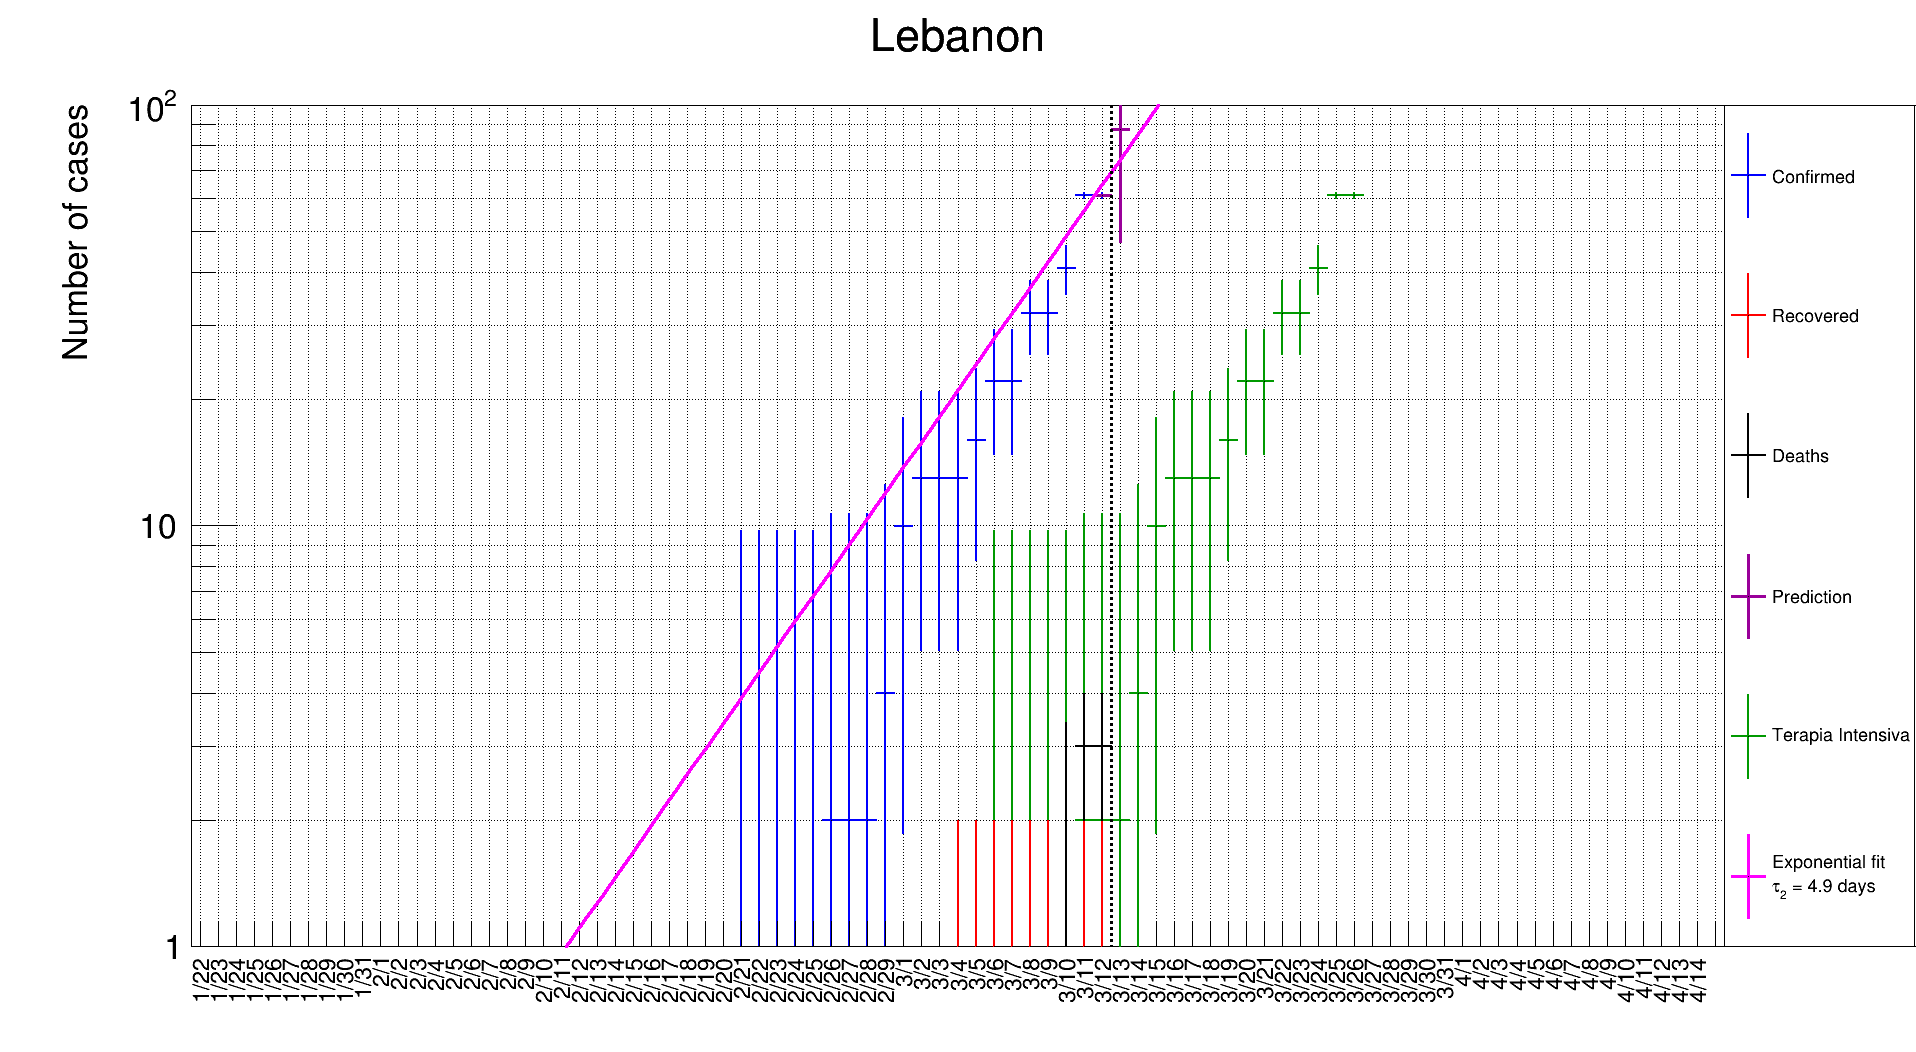 Lebanon
Number of cases
10²
10
1
1/22 1/23 1/24 1/25 1/26 1/27 1/28 1/29 1/30 1/31 2/1 2/2 2/3 2/4 2/5 2/6 2/7 2/8 2/9 2/10 2/11 2/12 2/13 2/14 2/15 2/16 2/17 2/18 2/19 2/20 2/21 2/22 2/23 2/24 2/25 2/26 2/27 2/28 2/29 3/1 3/2 3/3 3/4 3/5 3/6 3/7 3/8 3/9 3/10 3/11 3/12 3/13 3/14 3/15 3/16 3/17 3/18 3/19 3/20 3/21 3/22 3/23 3/24 3/25 3/26 3/27 3/28 3/29 3/30 3/31 4/1 4/2 4/3 4/4 4/5 4/6 4/7 4/8 4/9 4/10 4/11 4/12 4/13 4/14
Confirmed
Recovered
Deaths
Prediction
Terapia Intensiva
Exponential fit
τ₂ = 4.9 days